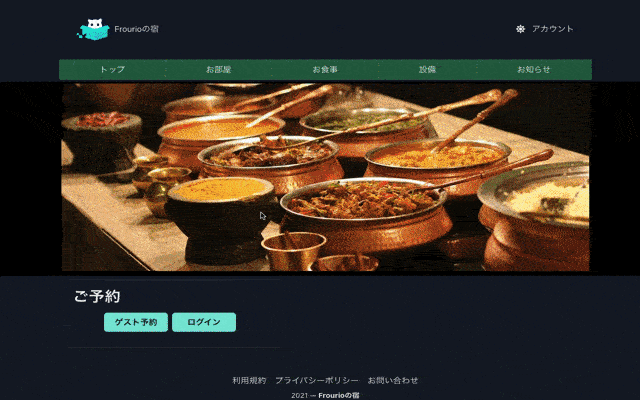 Frourioの宿
アカウント
トップ お部屋 お食事 設備 お知らせ
ご予約
ゲスト予約 ログイン
利用規約 プライバシーポリシー お問い合わせ
2021 — Frourioの宿